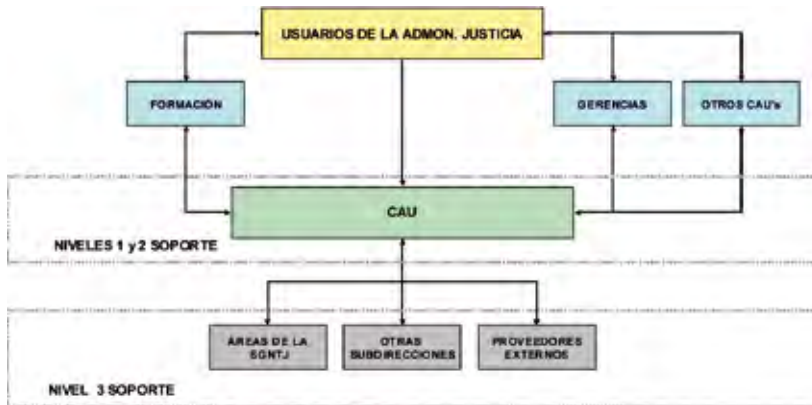 USUARIOS DE LA ADMON. JUSTICIA
FORMACIÓN
GERENCIAS
OTROS CAU's
CAU
NIVELES 1 y 2 SOPORTE
ÁREAS DE LA
SGNTJ
OTRAS
SUBDIRECCIONES
PROVEEDORES
EXTERNOS
NIVEL 3 SOPORTE